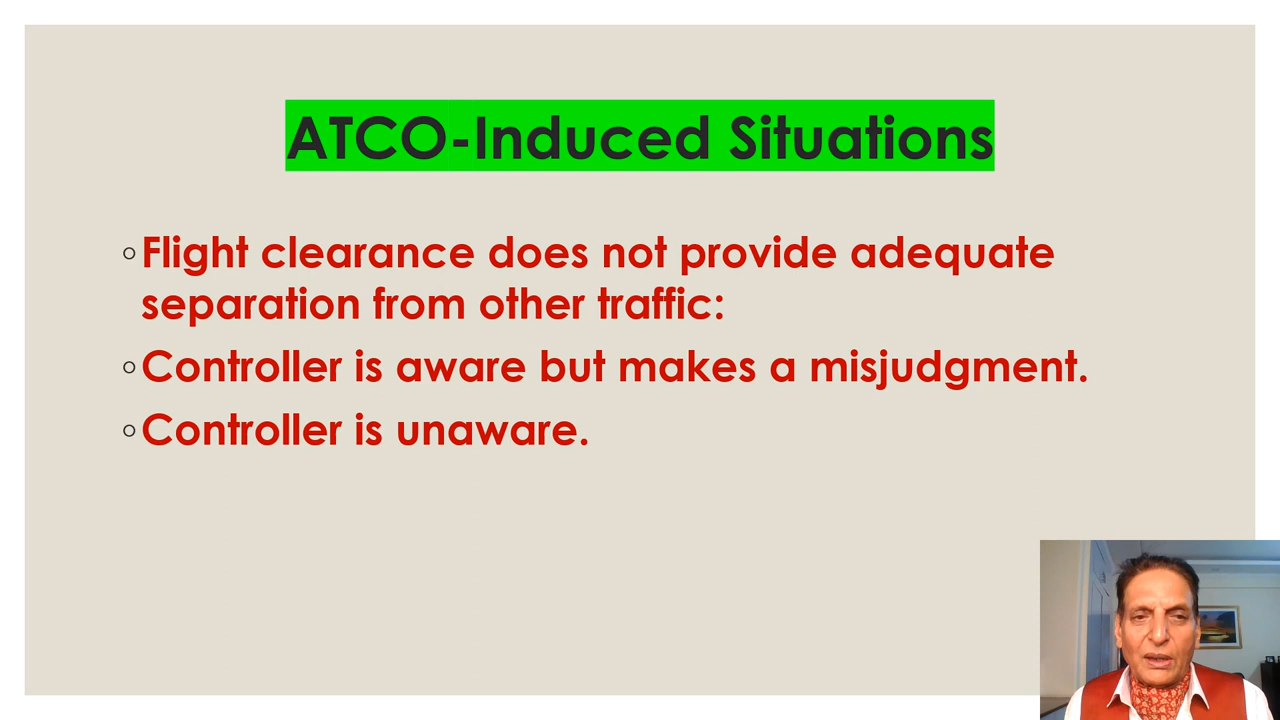 ATCO-Induced Situations
◦Flight clearance does not provide adequate
separation from other traffic:
◦Controller is aware but makes a misjudgment.
◦Controller is unaware.